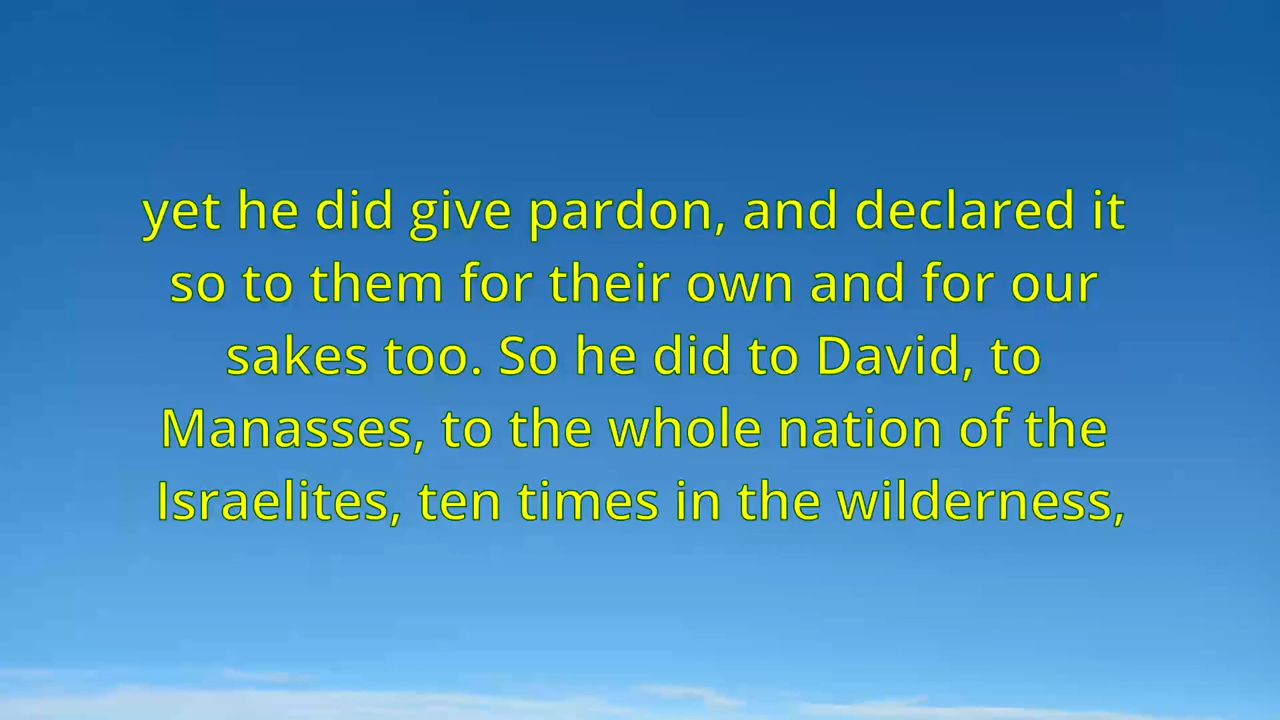 yet he did give pardon, and declared it
so to them for their own and for our
sakes too. So he did to David, to
Manasses, to the whole nation of the
Israelites, ten times in the wilderness,